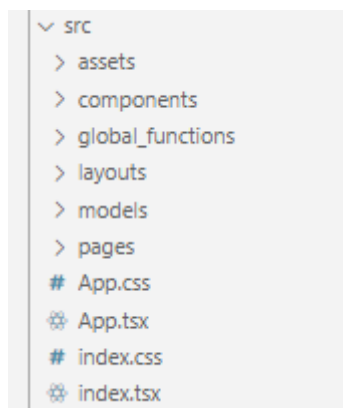 src
assets
components
global_functions
layouts
models
pages
# App.css
App.tsx
# index.css
index.tsx